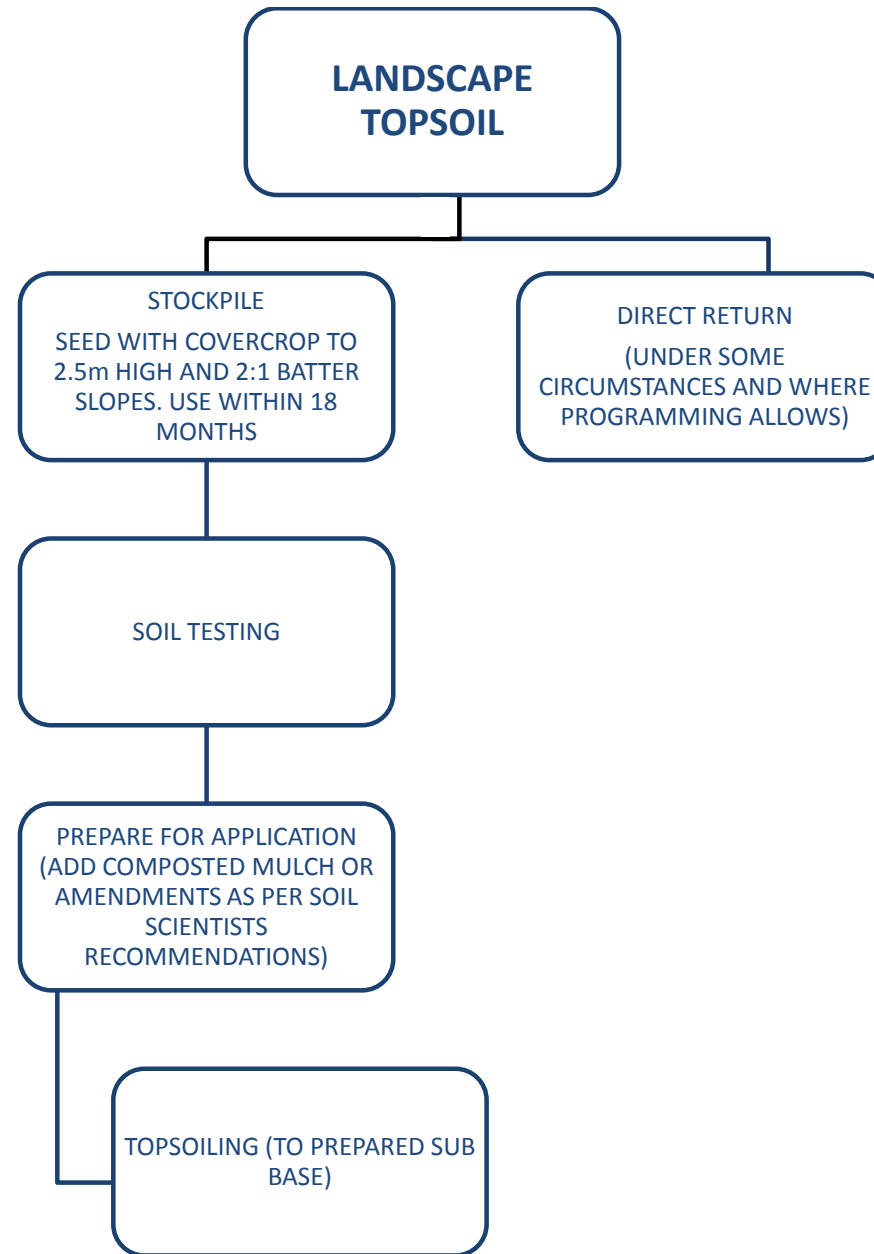 LANDSCAPE
TOPSOIL
STOCKPILE
SEED WITH COVERCROP TO
2.5m HIGH AND 2:1 BATTER
SLOPES. USE WITHIN 18
MONTHS
DIRECT RETURN
(UNDER SOME
CIRCUMSTANCES AND WHERE
PROGRAMMING ALLOWS)
SOIL TESTING
PREPARE FOR APPLICATION
(ADD COMPOSTED MULCH OR
AMENDMENTS AS PER SOIL
SCIENTISTS
RECOMMENDATIONS)
TOPSOILING (TO PREPARED SUB
BASE)